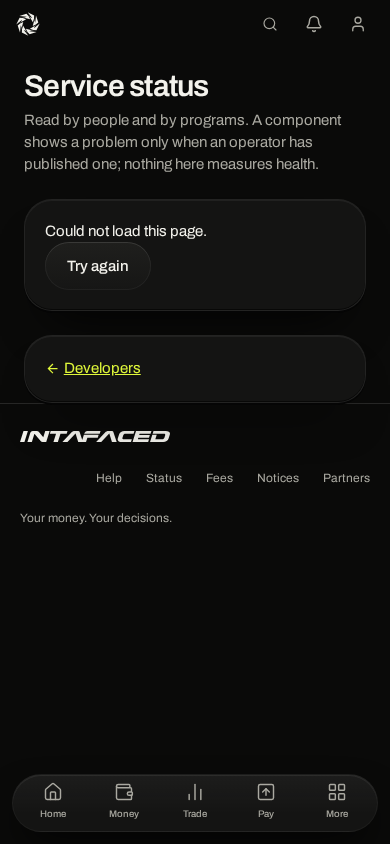 Service status
Read by people and by programs. A component
shows a problem only when an operator has
published one; nothing here measures health.
Could not load this page.
Try again
← Developers
INTAFACED
Help Status Fees Notices Partners
Your money. Your decisions.
Home Money Trade Pay More